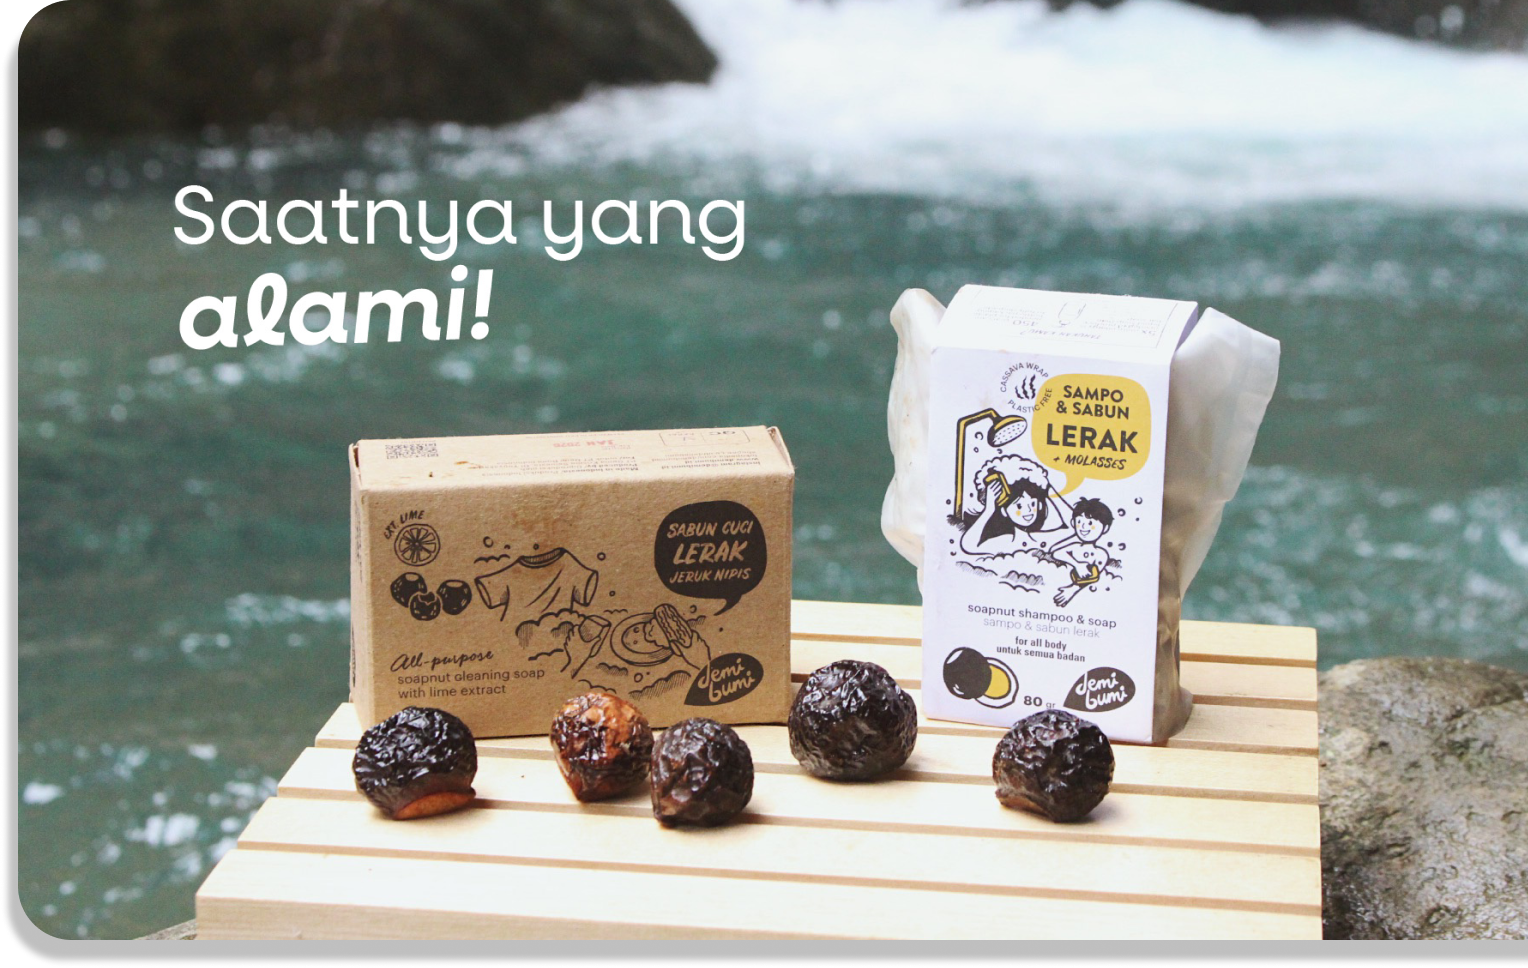 Saatnya yang
alami!
CASSAVA WRAP
PLASTIC FREE
SAMPO
& SABUN
LERAK
+ MOLASSES
soapnut shampoo & soap
sampo & sabun lerak
for all body
untuk semua badan
80 gr
demi
bumi
EXT. LIME
SABUN CUCI
LERAK
JERUK NIPIS
All-purpose
soapnut cleaning soap
with lime extract
demi
bumi